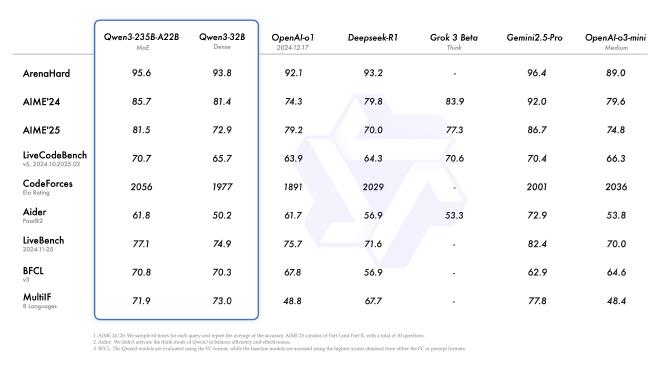 Qwen3-235B-A22B Qwen3-32B OpenAI-o1 Deepseek-R1 Grok 3 Beta Gemini2.5-Pro OpenAI-o3-mini
MoE Dense 2024-12-17 Think Medium
ArenaHard 95.6 93.8 92.1 93.2 - 96.4 89.0
AIME'24 85.7 81.4 74.3 79.8 83.9 92.0 79.6
AIME'25 81.5 72.9 79.2 70.0 77.3 86.7 74.8
LiveCodeBench 70.7 65.7 63.9 64.3 70.6 70.4 66.3
v5, 2024.10-2025.02
CodeForces 2056 1977 1891 2029 - 2001 2036
Elo Rating
Aider 61.8 50.2 61.7 56.9 53.3 72.9 53.8
Pass@2
LiveBench 77.1 74.9 75.7 71.6 - 82.4 70.0
2024-11-25
BFCL 70.8 70.3 67.8 56.9 - 62.9 64.6
v3
MultiIF 71.9 73.0 48.8 67.7 - 77.8 48.4
8 Languages
1. AIME 24/25: We sample 64 times for each query and report the average of the accuracy. AIME'25 consists of Part I and Part II, with a total of 30 questions.
2. Aider: We didn't activate the think mode of Qwen3 to balance efficiency and effectiveness.
3. BFCL: The Qwen3 models are evaluated using the FC format, while the baseline models are assessed using the highest scores obtained from either the FC or prompt formats.